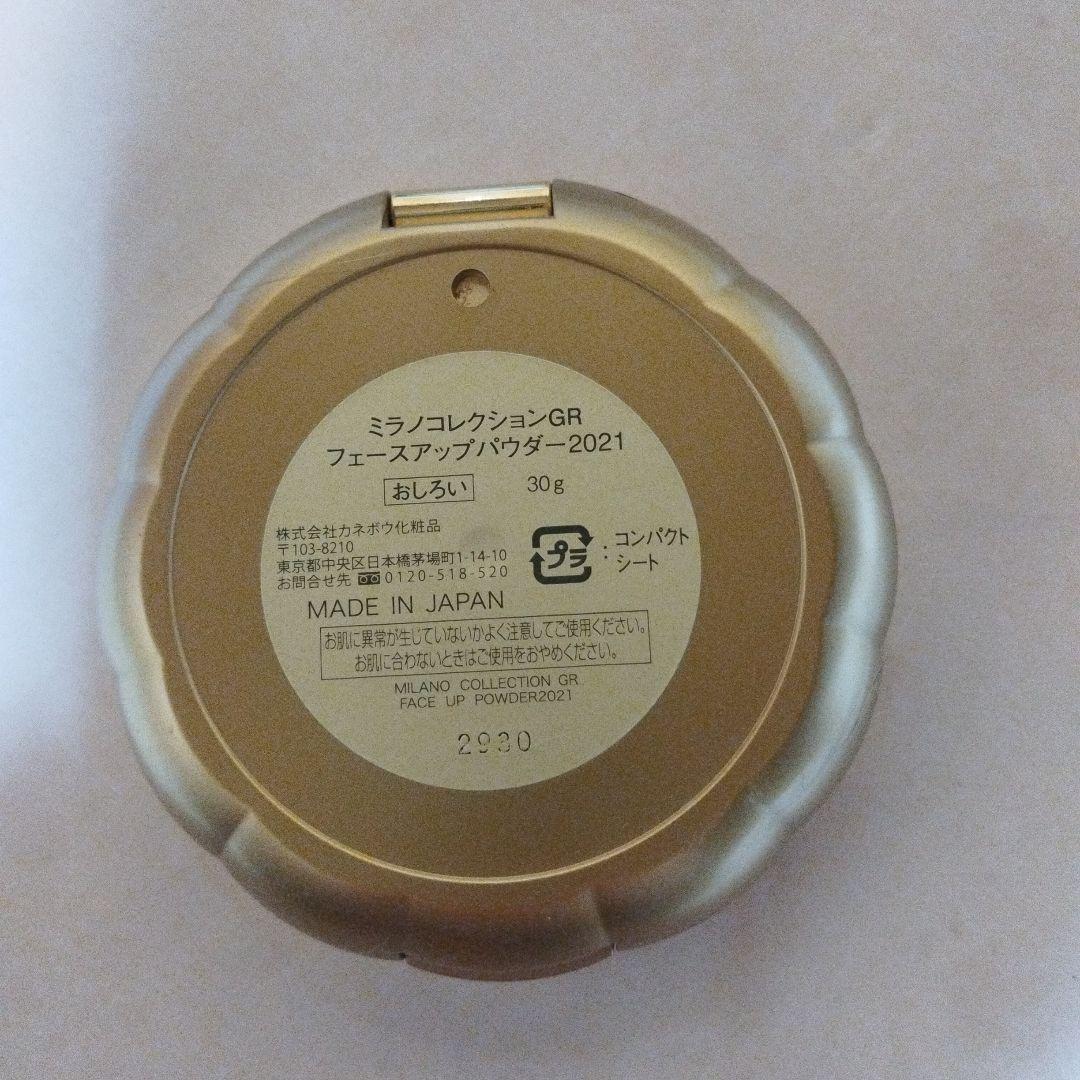 ミラノコレクションGR
フェースアップパウダー2021
おしろい 30g
株式会社カネボウ化粧品
〒103-8210
東京都中央区日本橋茅場町1-14-10
お問合せ先 0120-518-520
プラ : コンパクト
シート
MADE IN JAPAN
お肌に異常が生じていないかよく注意してご使用ください。
お肌に合わないときはご使用をおやめください。
MILANO COLLECTION GR
FACE UP POWDER2021
2930